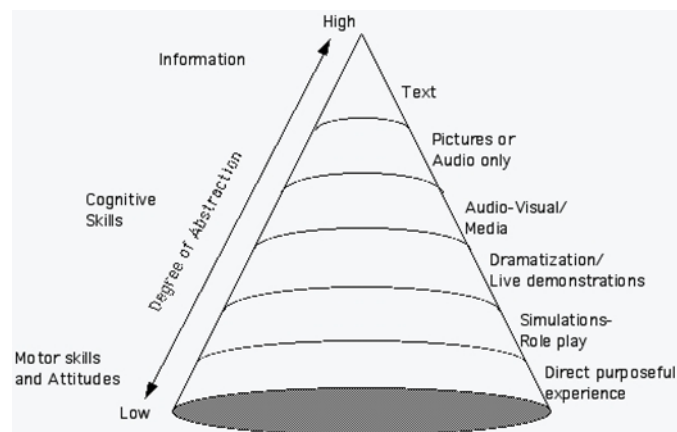 High
Information
Text
Pictures or
Audio only
Degree of Abstraction
Cognitive
Skills
Audio-Visual/
Media
Dramatization/
Live demonstrations
Simulations-
Role play
Motor skills
and Attitudes
Direct purposeful
experience
Low